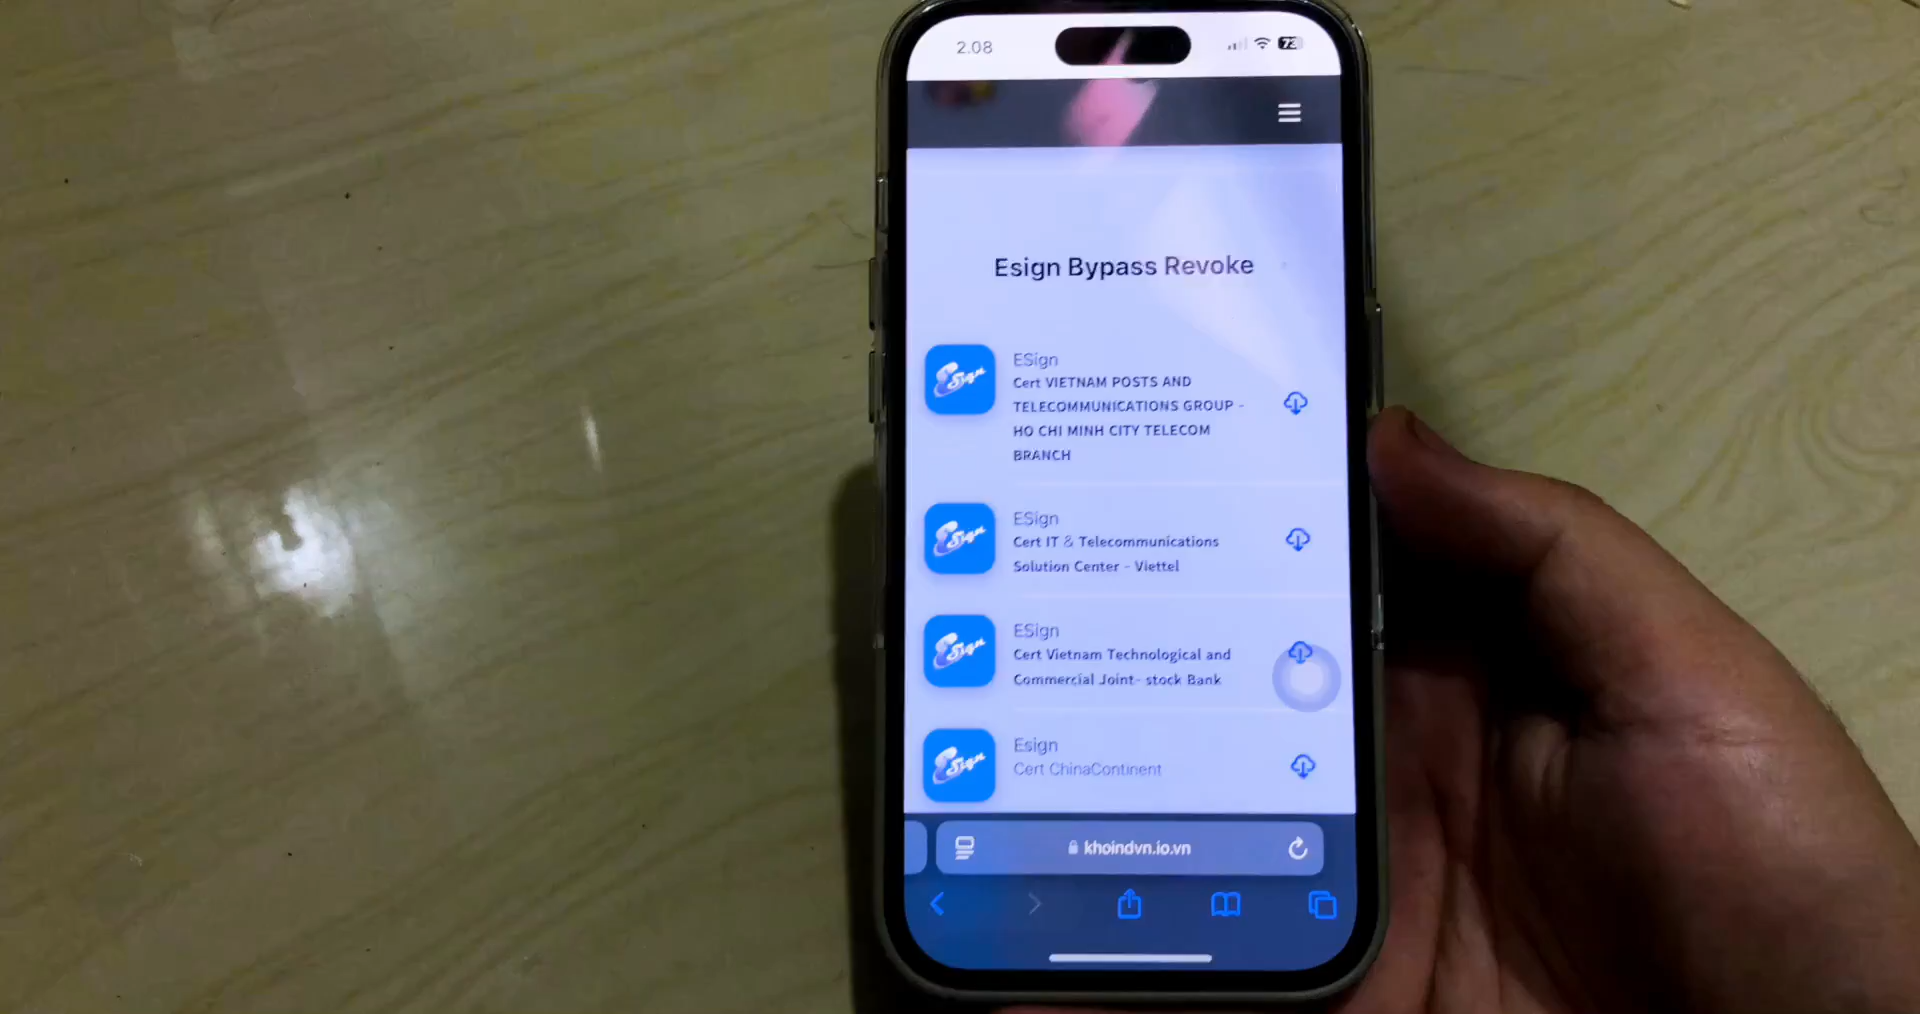 2.08
73
Esign Bypass Revoke
ESign
Cert VIETNAM POSTS AND
TELECOMMUNICATIONS GROUP -
HO CHI MINH CITY TELECOM
BRANCH
ESign
Cert IT & Telecommunications
Solution Center - Viettel
ESign
Cert Vietnam Technological and
Commercial Joint- stock Bank
Esign
Cert ChinaContinent
khoindvn.io.vn